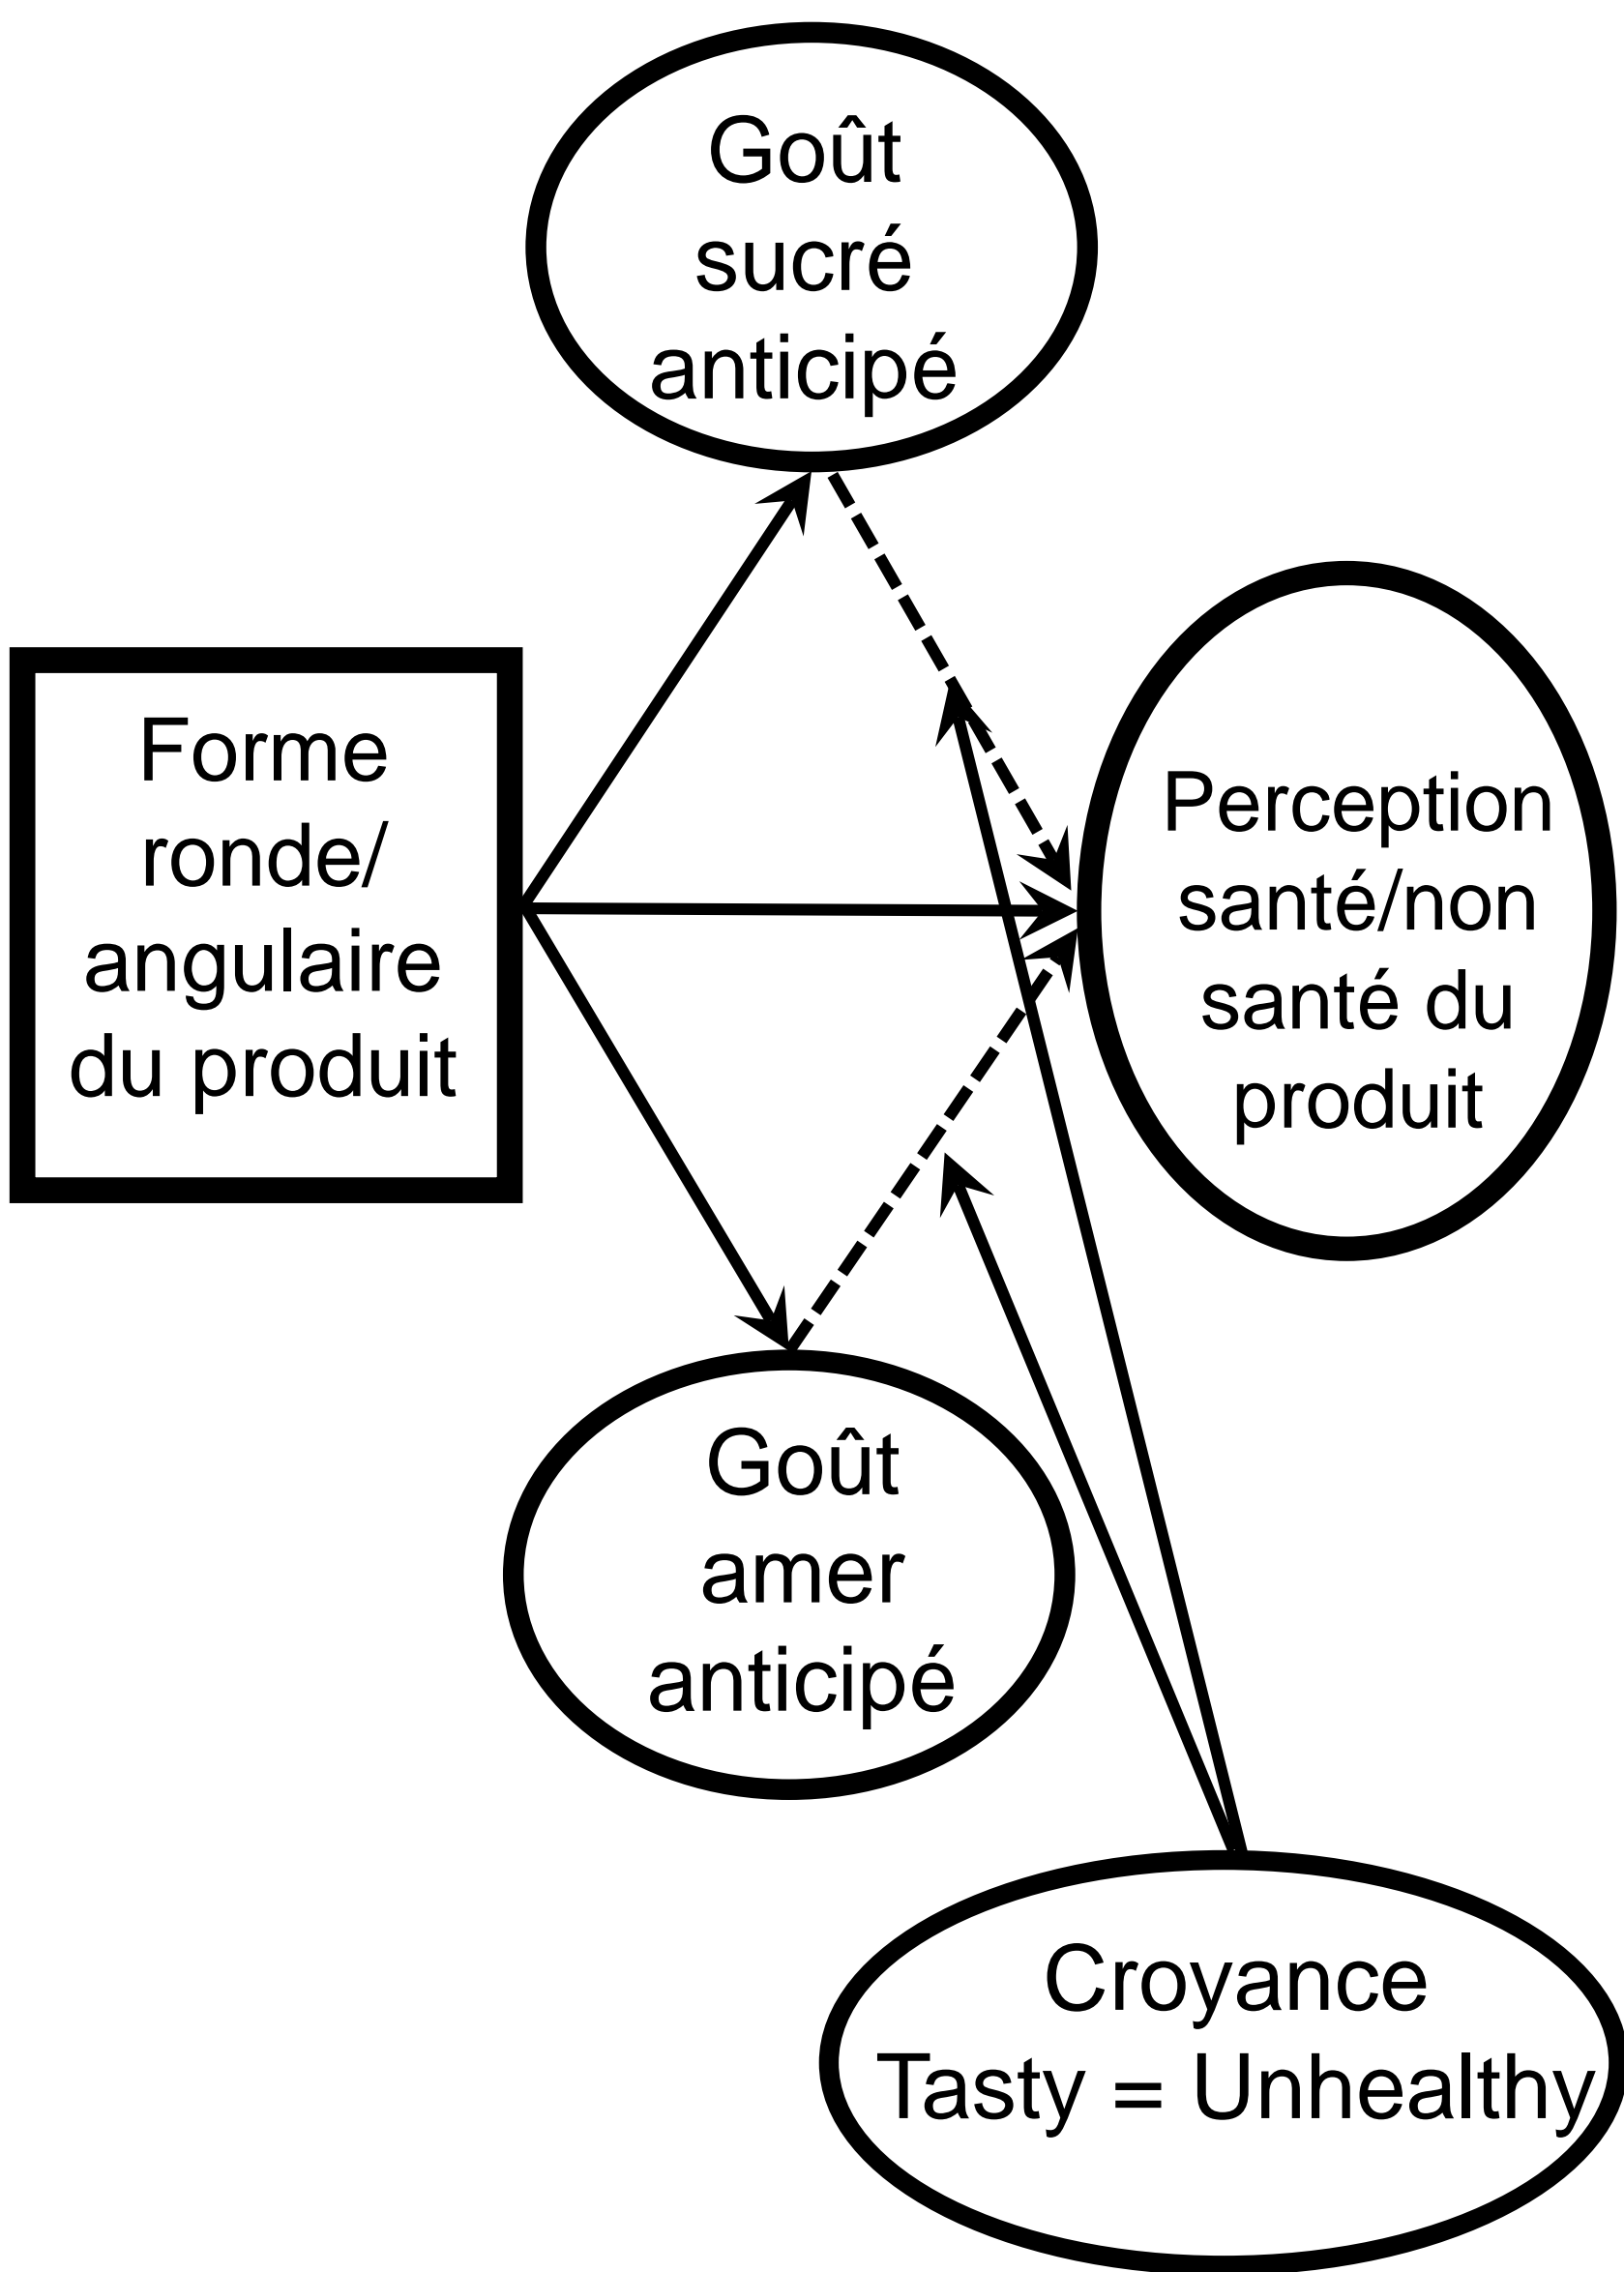 Goût
sucré
anticipé
Forme
ronde/
angulaire
du produit
Perception
santé/non
santé du
produit
Goût
amer
anticipé
Croyance
Tasty = Unhealthy